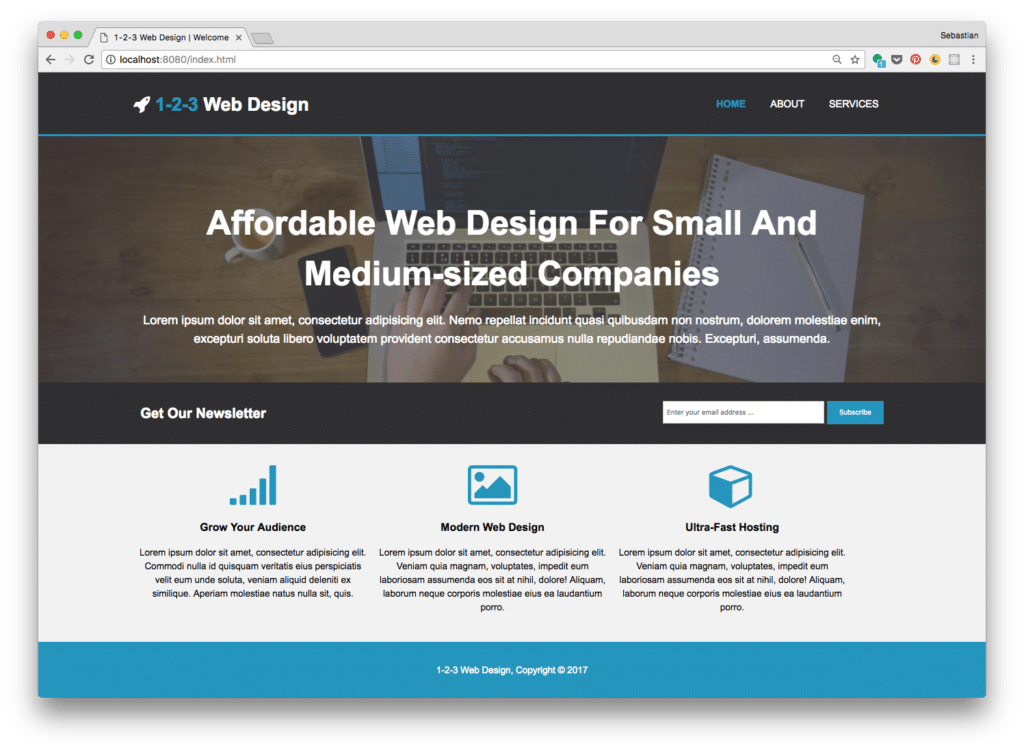 1-2-3 Web Design | Welcome
Sebastian
localhost:8080/index.html
1
1-2-3 Web Design
HOME
ABOUT
SERVICES
Affordable Web Design For Small And
Medium-sized Companies
Lorem ipsum dolor sit amet, consectetur adipisicing elit. Nemo repellat incidunt quasi quibusdam non nostrum, dolorem molestiae enim,
excepturi soluta libero voluptatem provident consectetur accusamus nulla repudiandae nobis. Excepturi, assumenda.
Get Our Newsletter
Enter your email address ...
Subscribe
Grow Your Audience
Lorem ipsum dolor sit amet, consectetur adipisicing elit.
Commodi nulla id quisquam veritatis eius perspiciatis
velit eum unde soluta, veniam aliquid deleniti ex
similique. Aperiam molestiae natus nulla sit, quis.
Modern Web Design
Lorem ipsum dolor sit amet, consectetur adipisicing elit.
Veniam quia magnam, voluptates, impedit eum
laboriosam assumenda eos sit at nihil, dolore! Aliquam,
laborum neque corporis molestiae eius ea laudantium
porro.
Ultra-Fast Hosting
Lorem ipsum dolor sit amet, consectetur adipisicing elit.
Veniam quia magnam, voluptates, impedit eum
laboriosam assumenda eos sit at nihil, dolore! Aliquam,
laborum neque corporis molestiae eius ea laudantium
porro.
1-2-3 Web Design, Copyright © 2017